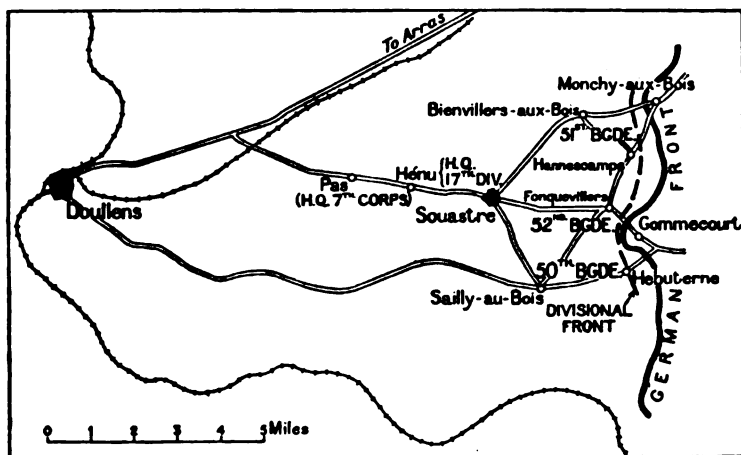 To Arras
Monchy-aux-Bois
Bienvillers-aux-Bois
51ST BGDE.
Hannescamps
Pas
(H.Q. 7TH CORPS)
Hénu
{H.Q.
17TH DIV.
Souastre
Fonquevillers
52ND BGDE.
Gommecourt
Doullens
50TH BGDE.
Hébuterne
Sailly-au-Bois
DIVISIONAL
FRONT
GERMAN FRONT
0 1 2 3 4 5 Miles